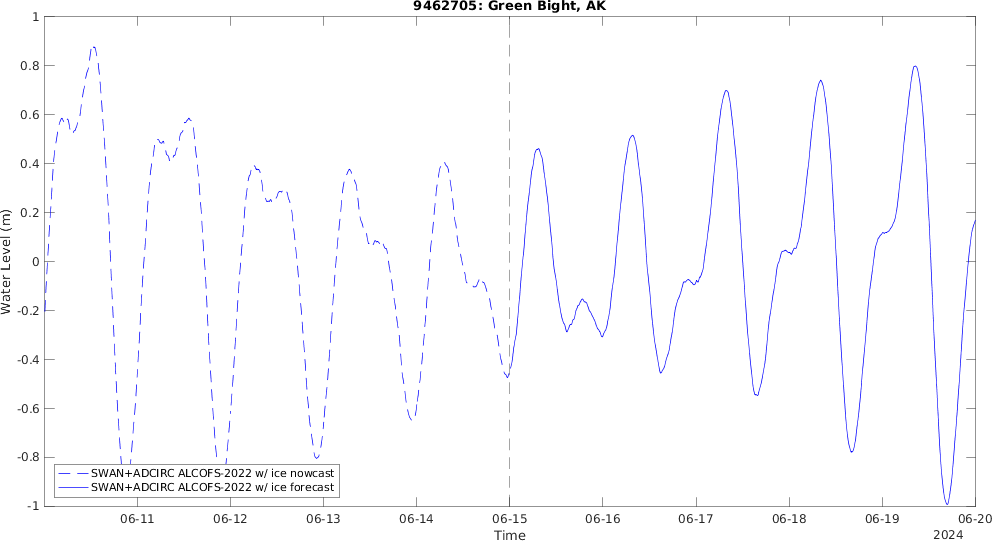 9462705: Green Bight, AK
1
0.8
0.6
0.4
0.2
0
-0.2
-0.4
-0.6
-0.8
-1
Water Level (m)
SWAN+ADCIRC ALCOFS-2022 w/ ice nowcast
SWAN+ADCIRC ALCOFS-2022 w/ ice forecast
06-11 06-12 06-13 06-14 06-15 06-16 06-17 06-18 06-19 06-20
Time
2024